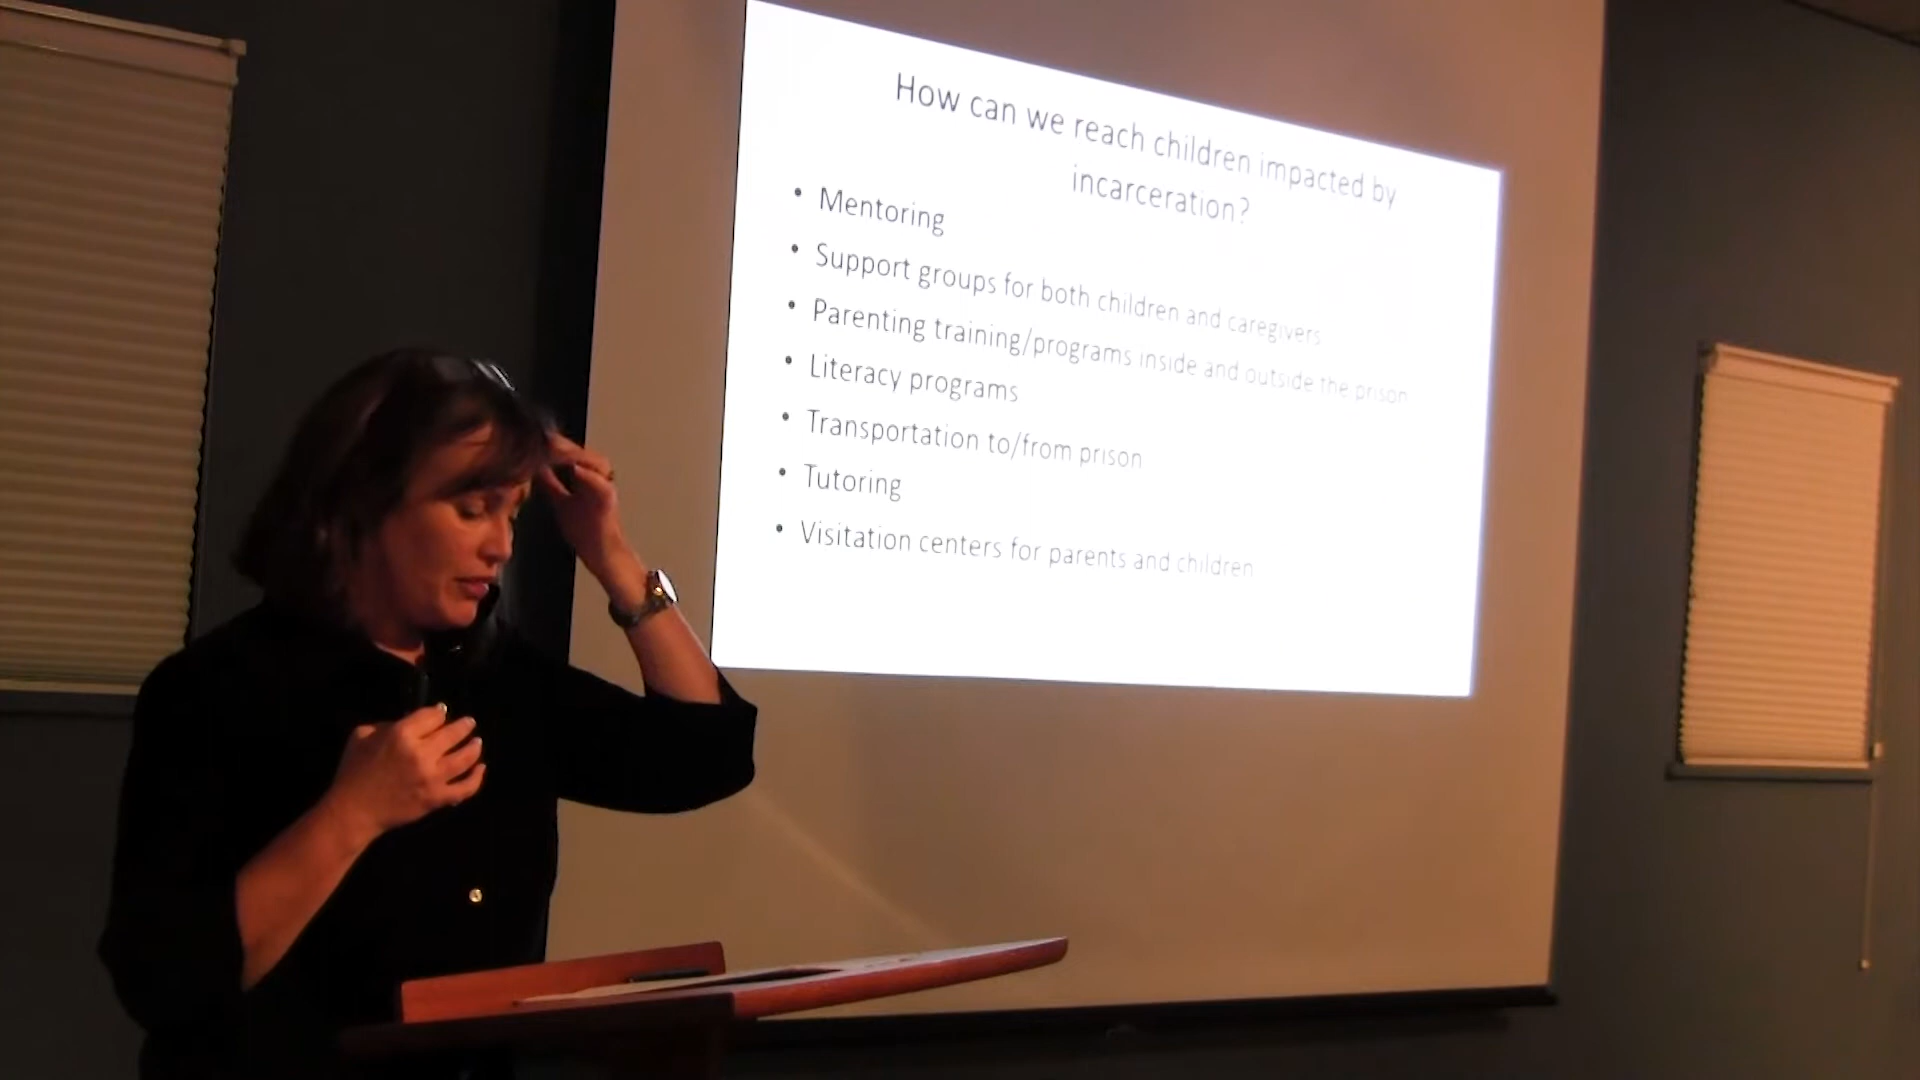 How can we reach children impacted by
incarceration?
• Mentoring
• Support groups for both children and caregivers
• Parenting training/programs inside and outside the prison
• Literacy programs
• Transportation to/from prison
• Tutoring
• Visitation centers for parents and children